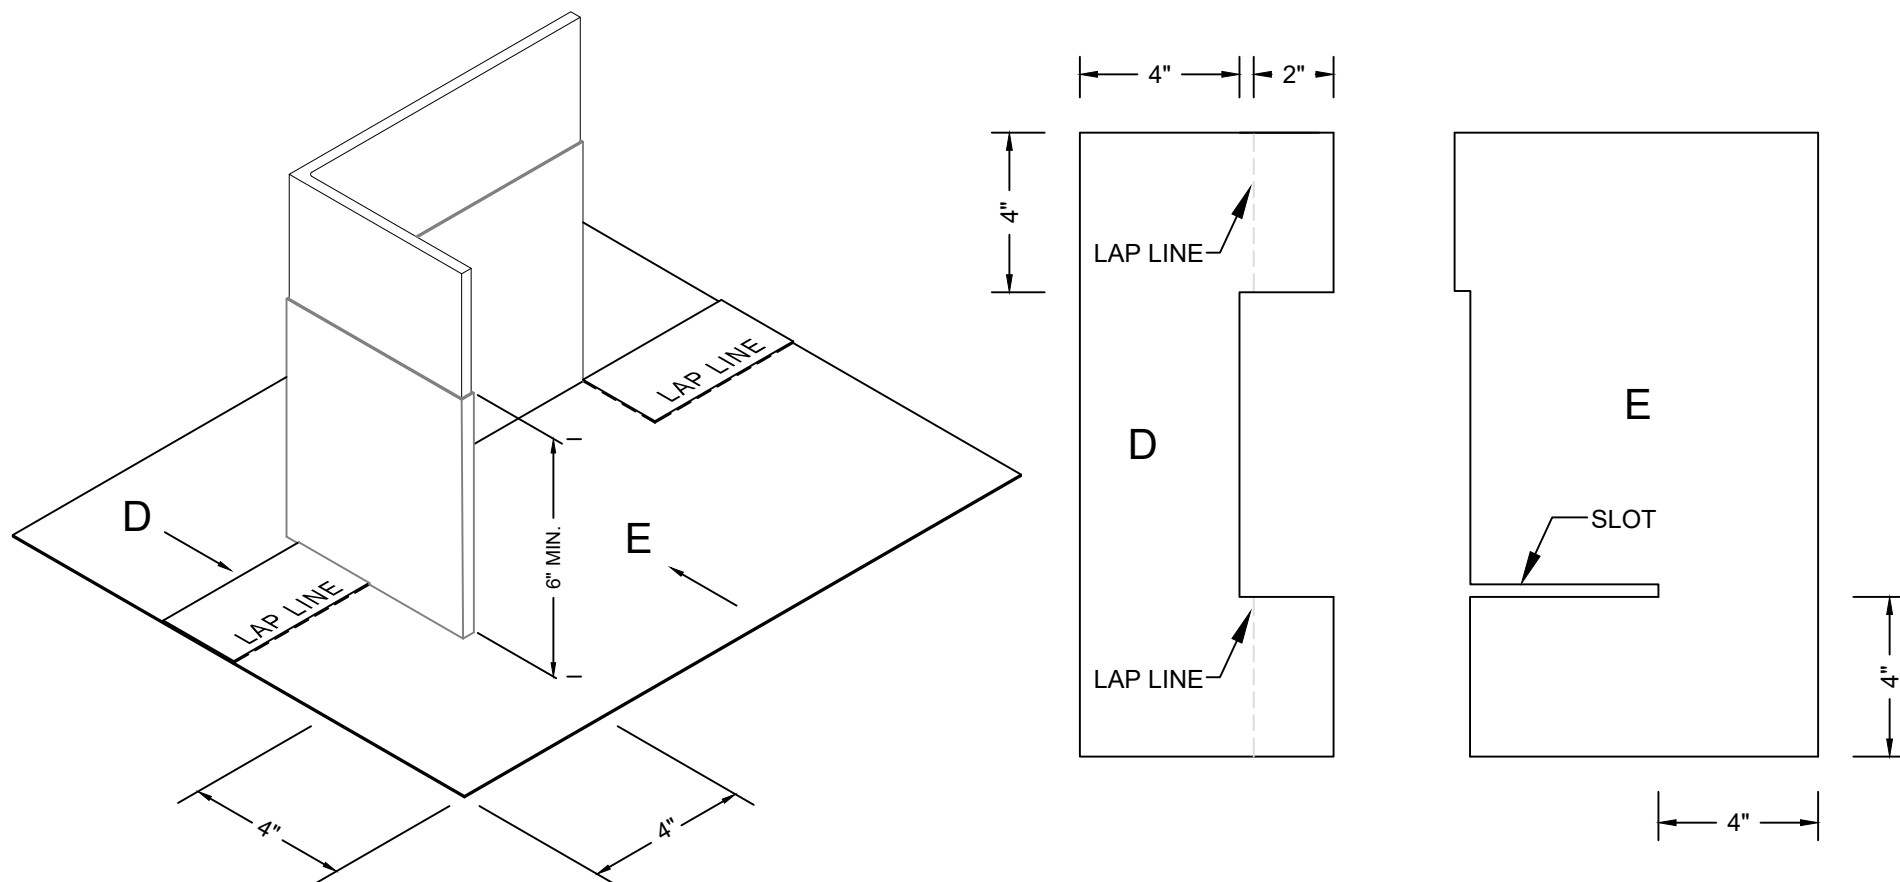 4" 2"
4"
LAP LINE
LAP LINE
D
E
SLOT
D
E
6" MIN.
LAP LINE
LAP LINE
4"
4"
4"
4"